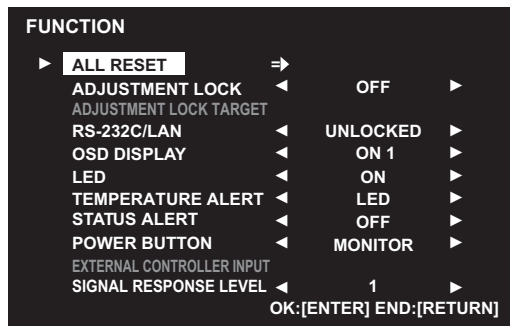 FUNCTION
ALL RESET
ADJUSTMENT LOCK OFF
ADJUSTMENT LOCK TARGET
RS-232C/LAN UNLOCKED
OSD DISPLAY ON 1
LED ON
TEMPERATURE ALERT LED
STATUS ALERT OFF
POWER BUTTON MONITOR
EXTERNAL CONTROLLER INPUT
SIGNAL RESPONSE LEVEL 1
OK:[ENTER] END:[RETURN]